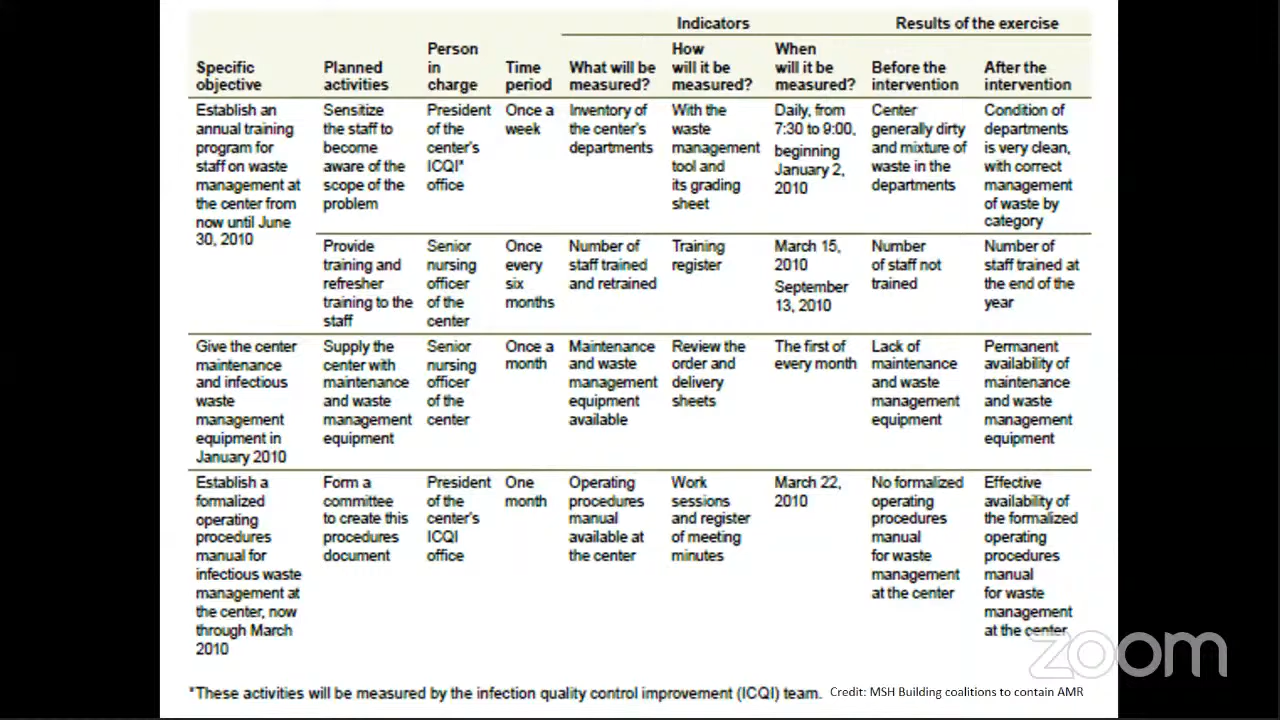 Indicators
Results of the exercise
Specific objective
Planned activities
Person in charge
Time period
What will be measured?
How will it be measured?
When will it be measured?
Before the intervention
After the intervention
Establish an
annual training
program for
staff on waste
management at
the center from
now until June
30, 2010
Sensitize
the staff to
become
aware of the
scope of the
problem
President
of the
center's
ICQI*
office
Once a
week
Inventory of
the center's
departments
With the
waste
management
tool and
its grading
sheet
Daily, from
7:30 to 9:00,
beginning
January 2,
2010
Center
generally dirty
and mixture of
waste in the
departments
Condition of
departments
is very clean,
with correct
management
of waste by
category
Provide
training and
refresher
training to the
staff
Senior
nursing
officer
of the
center
Once
every
six
months
Number of
staff trained
and retrained
Training
register
March 15,
2010
September
13, 2010
Number
of staff not
trained
Number of
staff trained at
the end of the
year
Give the center
maintenance
and infectious
waste
management
equipment in
January 2010
Supply the
center with
maintenance
and waste
management
equipment
Senior
nursing
officer
of the
center
Once a
month
Maintenance
and waste
management
equipment
available
Review the
order and
delivery
sheets
The first of
every month
Lack of
maintenance
and waste
management
equipment
Permanent
availability of
maintenance
and waste
management
equipment
Establish a
formalized
operating
procedures
manual for
infectious waste
management at
the center, now
through March
2010
Form a
committee
to create this
procedures
document
President
of the
center's
ICQI
office
One
month
Operating
procedures
manual
available at
the center
Work
sessions
and register
of meeting
minutes
March 22,
2010
No formalized
operating
procedures
manual
for waste
management
at the center
Effective
availability of
the formalized
operating
procedures
manual
for waste
management
at the center
*These activities will be measured by the infection quality control improvement (ICQI) team.
Credit: MSH Building coalitions to contain AMR
zoom